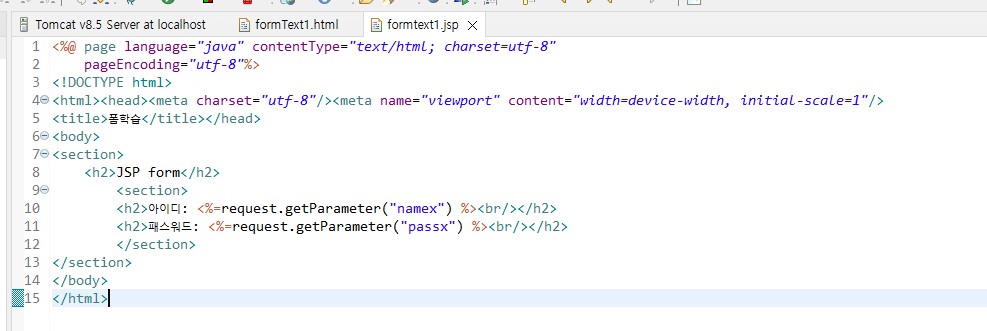 Tomcat v8.5 Server at localhost
formText1.html
formtext1.jsp
1 <%@ page language="java" contentType="text/html; charset=utf-8"
2 pageEncoding="utf-8"%>
3 <!DOCTYPE html>
4 <html><head><meta charset="utf-8"/><meta name="viewport" content="width=device-width, initial-scale=1"/>
5 <title>폼학습</title></head>
6 <body>
7 <section>
8 <h2>JSP form</h2>
9 <section>
10 <h2>아이디: <%=request.getParameter("namex") %><br/></h2>
11 <h2>패스워드: <%=request.getParameter("passx") %><br/></h2>
12 </section>
13 </section>
14 </body>
15 </html>